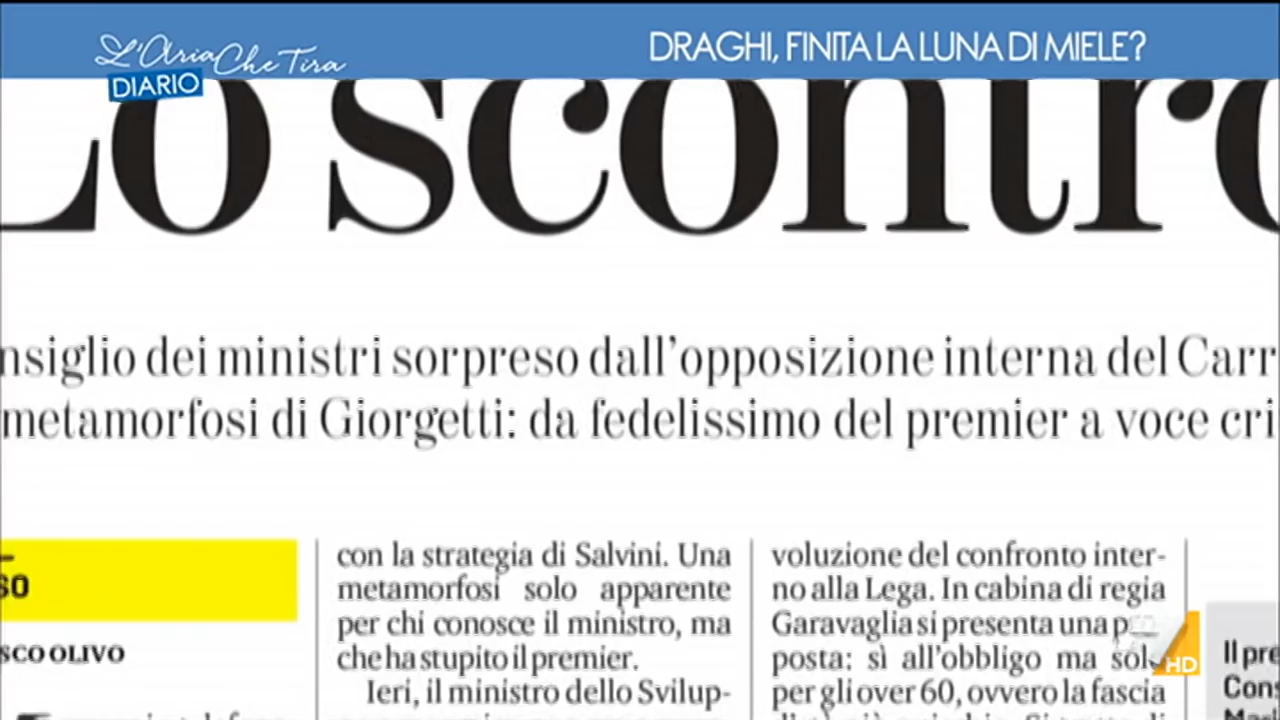 L'Aria Che Tira
DIARIO
DRAGHI, FINITA LA LUNA DI MIELE?
Lo scontro
nsiglio dei ministri sorpreso dall'opposizione interna del Carr
metamorfosi di Giorgetti: da fedelissimo del premier a voce cri
SO
SCO OLIVO
con la strategia di Salvini. Una
metamorfosi solo apparente
per chi conosce il ministro, ma
che ha stupito il premier.
Ieri, il ministro dello Svilup-
voluzione del confronto inter-
no alla Lega. In cabina di regia
Garavaglia si presenta una
posta: sì all'obbligo ma solo
per gli over 60, ovvero la fascia
Il pre
Cons
HD